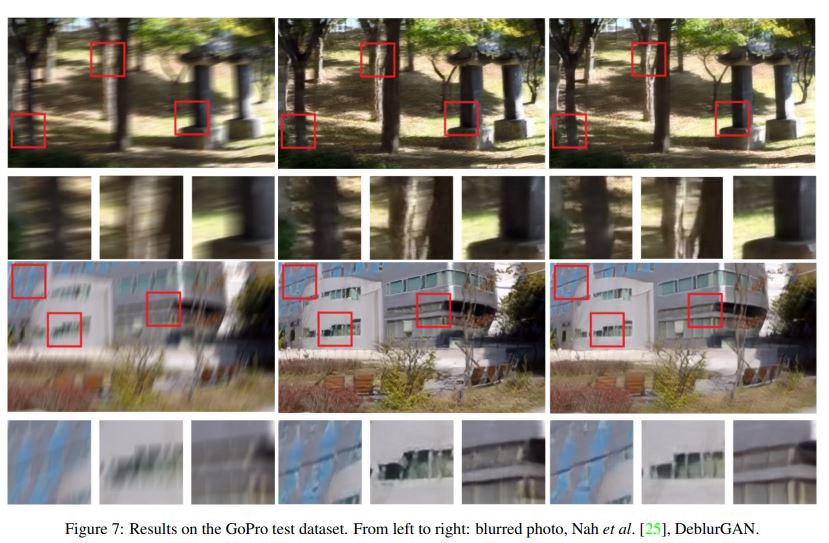 Figure 7: Results on the GoPro test dataset. From left to right: blurred photo, Nah et al. [25], DeblurGAN.